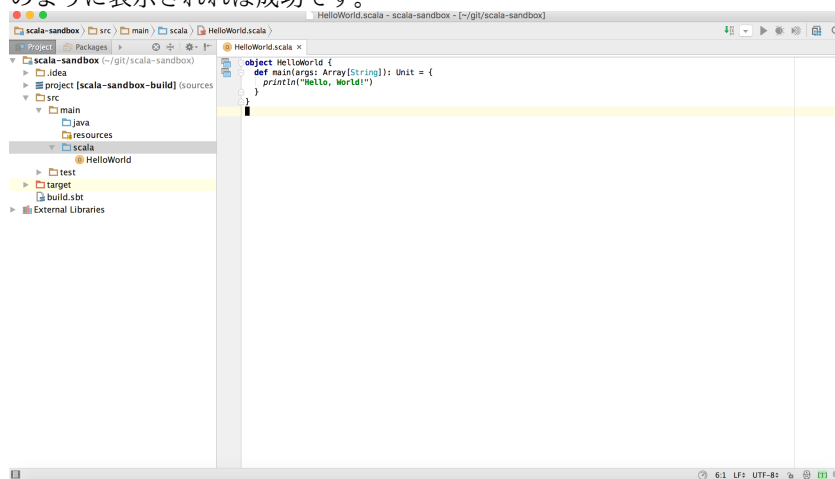 のように表示されれば成功です。
HelloWorld.scala - scala-sandbox - [~/git/scala-sandbox]
scala-sandbox src main scala HelloWorld.scala
Project Packages HelloWorld.scala ×
scala-sandbox (~/git/scala-sandbox)
.idea
project [scala-sandbox-build] (sources
src
main
java
resources
scala
HelloWorld
test
target
build.sbt
External Libraries
object HelloWorld {
def main(args: Array[String]): Unit = {
println("Hello, World!")
}
}
6:1 LF÷ UTF-8÷